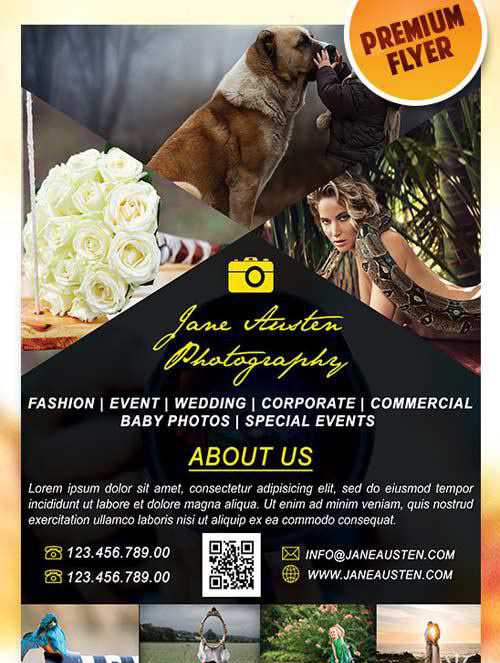 PREMIUM
FLYER
Jane Austen
Photography
FASHION | EVENT | WEDDING | CORPORATE | COMMERCIAL
BABY PHOTOS | SPECIAL EVENTS
ABOUT US
Lorem ipsum dolor sit amet, consectetur adipisicing elit, sed do eiusmod tempor
incididunt ut labore et dolore magna aliqua. Ut enim ad minim veniam, quis nostrud
exercitation ullamco laboris nisi ut aliquip ex ea commodo consequat.
123.456.789.00
123.456.789.00
INFO@JANEAUSTEN.COM
WWW.JANEAUSTEN.COM